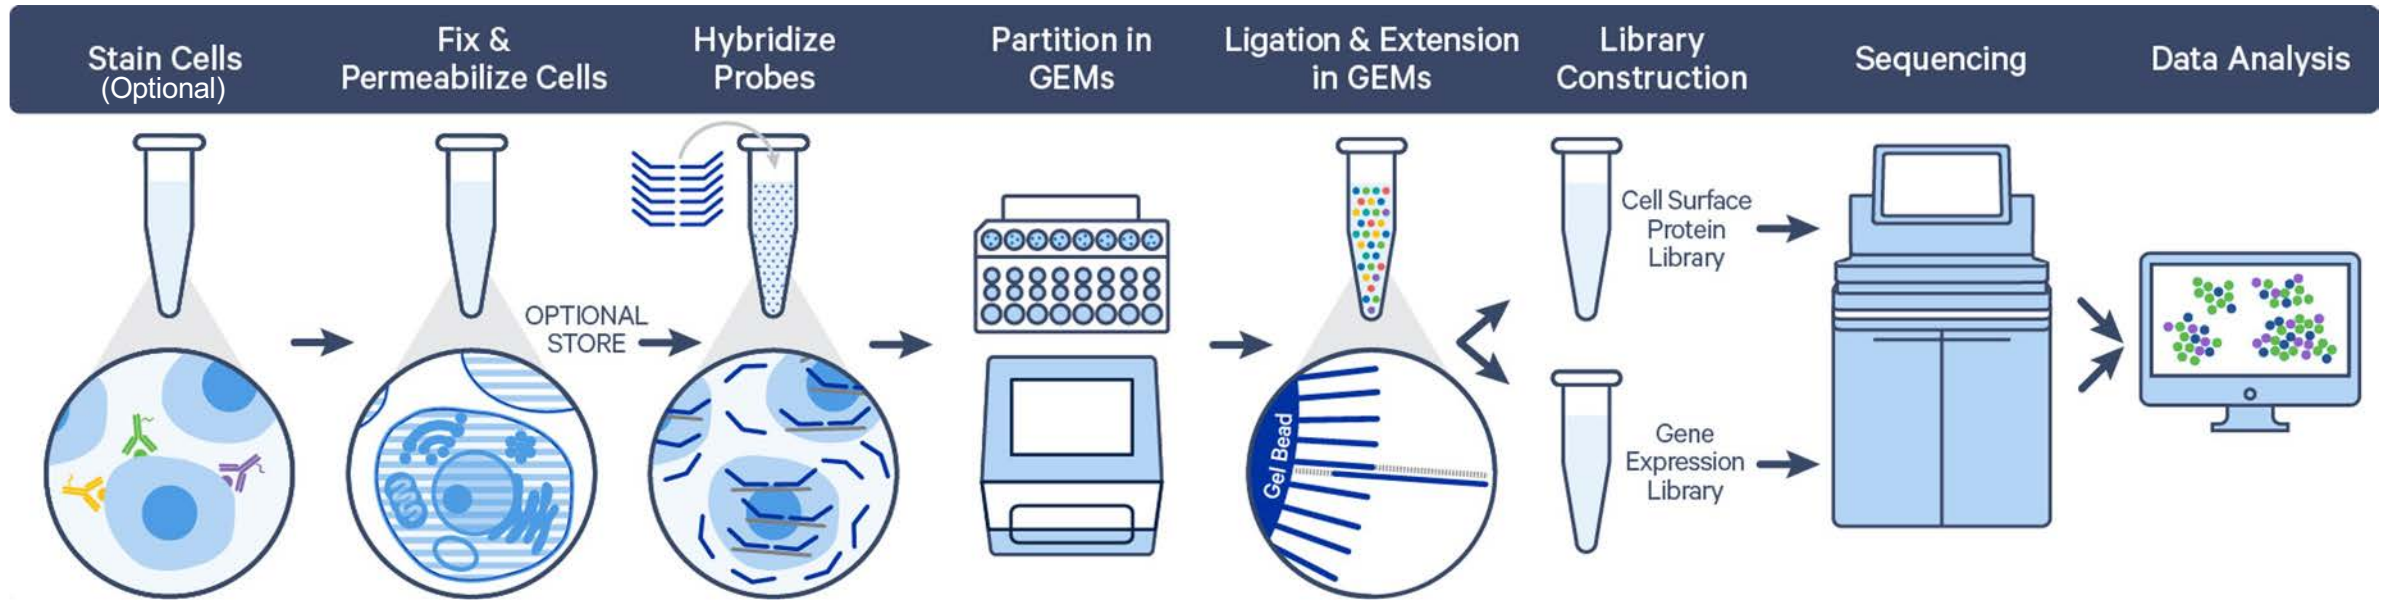 Stain Cells
(Optional)
Fix &
Permeabilize Cells
Hybridize
Probes
Partition in
GEMs
Ligation & Extension
in GEMs
Library
Construction
Sequencing
Data Analysis
OPTIONAL
STORE
Gel Bead
Cell Surface
Protein
Library
Gene
Expression
Library